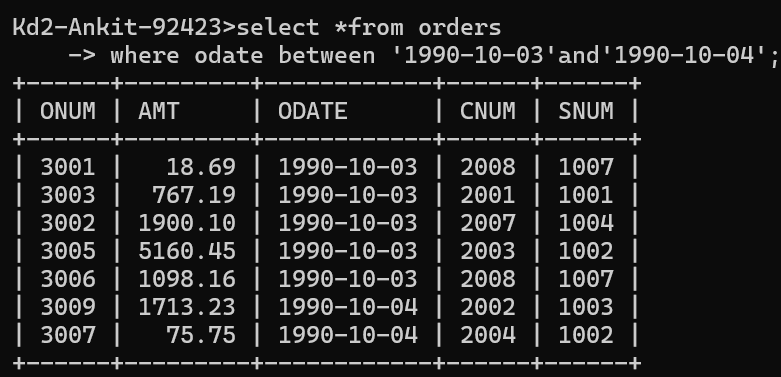 Kd2-Ankit-92423>select *from orders
    -> where odate between '1990-10-03'and'1990-10-04';
+------+---------+------------+------+------+
| ONUM | AMT     | ODATE      | CNUM | SNUM |
+------+---------+------------+------+------+
| 3001 |   18.69 | 1990-10-03 | 2008 | 1007 |
| 3003 |  767.19 | 1990-10-03 | 2001 | 1001 |
| 3002 | 1900.10 | 1990-10-03 | 2007 | 1004 |
| 3005 | 5160.45 | 1990-10-03 | 2003 | 1002 |
| 3006 | 1098.16 | 1990-10-03 | 2008 | 1007 |
| 3009 | 1713.23 | 1990-10-04 | 2002 | 1003 |
| 3007 |   75.75 | 1990-10-04 | 2004 | 1002 |
+------+---------+------------+------+------+